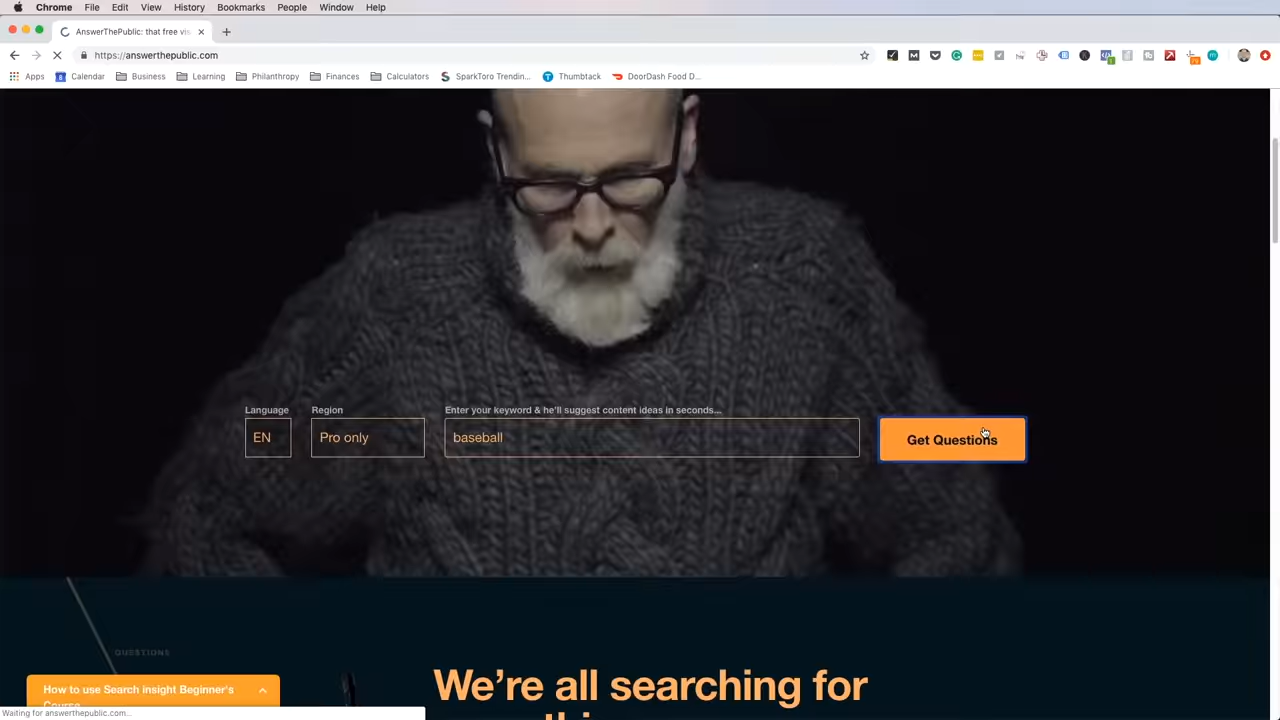 Chrome File Edit View History Bookmarks People Window Help
AnswerThePublic: that free vis
https://answerthepublic.com
Apps Calendar Business Learning Philanthropy Finances Calculators SparkToro Trendin... Thumbtack DoorDash Food D...
Language Region Enter your keyword & he'll suggest content ideas in seconds...
EN Pro only baseball Get Questions
QUESTIONS
We're all searching for
How to use Search insight Beginner's
Course
Waiting for answerthepublic.com...